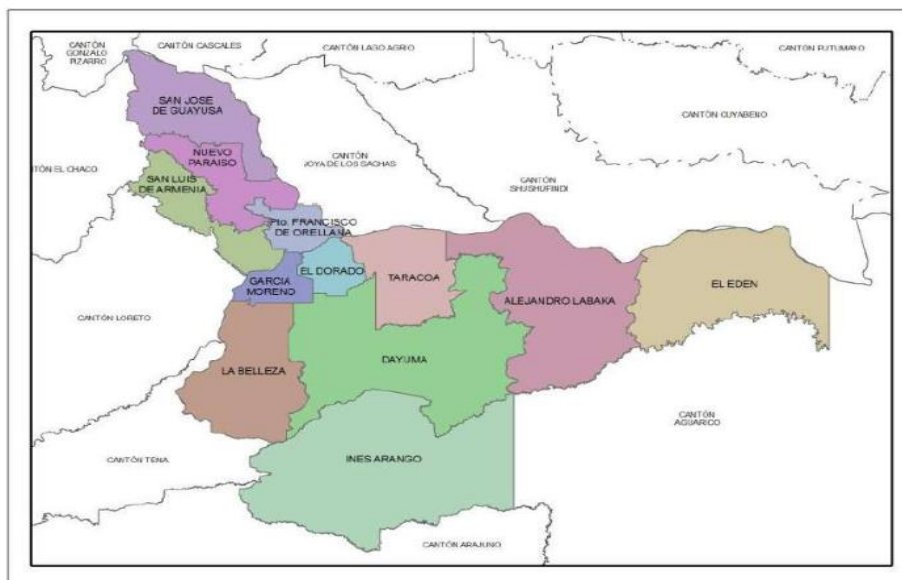 CANTÓN
GONZALO
PIZARRO
CANTÓN CASCALES
CANTÓN LAGO AGRIO
CANTÓN PUTUMAYO
SAN JOSE
DE GUAYUSA
CANTÓN CUYABENO
NUEVO
PARAISO
CANTÓN
JOYA DE LOS SACHAS
NTÓN EL CHACO
SAN LUIS
DE ARMENIA
CANTÓN
SHUSHUFINDI
Pto. FRANCISCO
DE ORELLANA
EL DORADO
TARACOA
GARCIA
MORENO
EL EDEN
ALEJANDRO LABAKA
CANTÓN LORETO
DAYUMA
LA BELLEZA
CANTÓN
AGUARICO
CANTÓN TENA
INES ARANGO
CANTÓN ARAJUNO